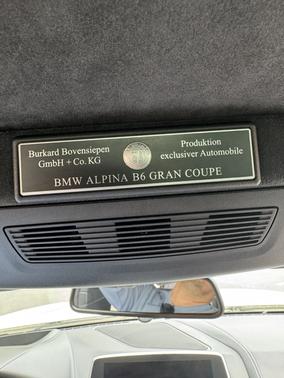 Burkard Bovensiepen
GmbH + Co. KG
Produktion
exclusiver Automobile
BMW ALPINA B6 GRAN COUPE